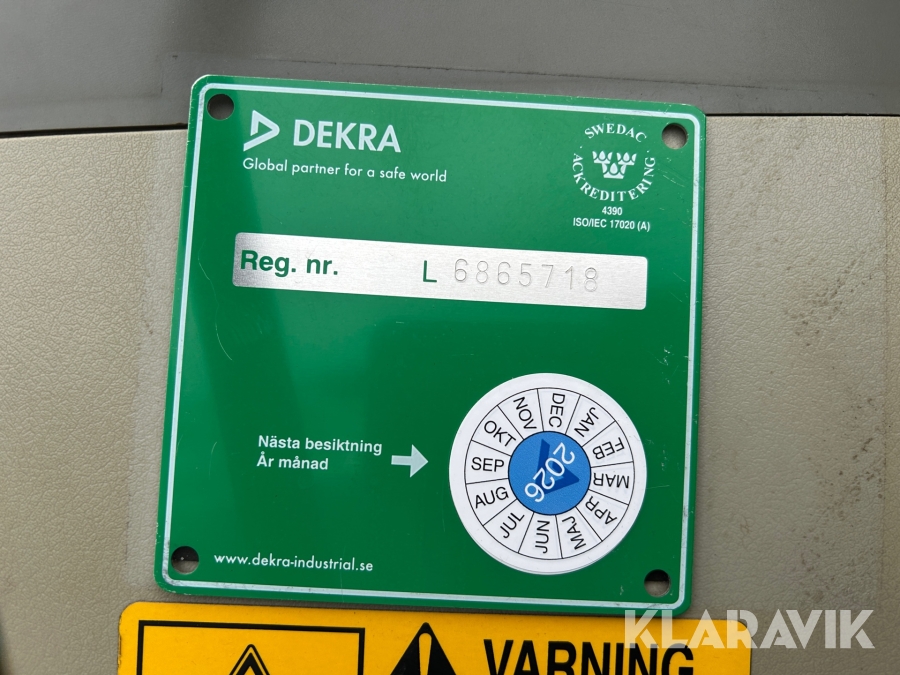 DEKRA
Global partner for a safe world
SWEDAC
ACKREDITERING
4390
ISO/IEC 17020 (A)
Reg. nr. L 6865718
Nästa besiktning
År månad
JAN
FEB
MAR
APR
MAJ
JUN
JUL
AUG
SEP
OKT
NOV
DEC
2026
www.dekra-industrial.se
VARNING
KLARAVIK